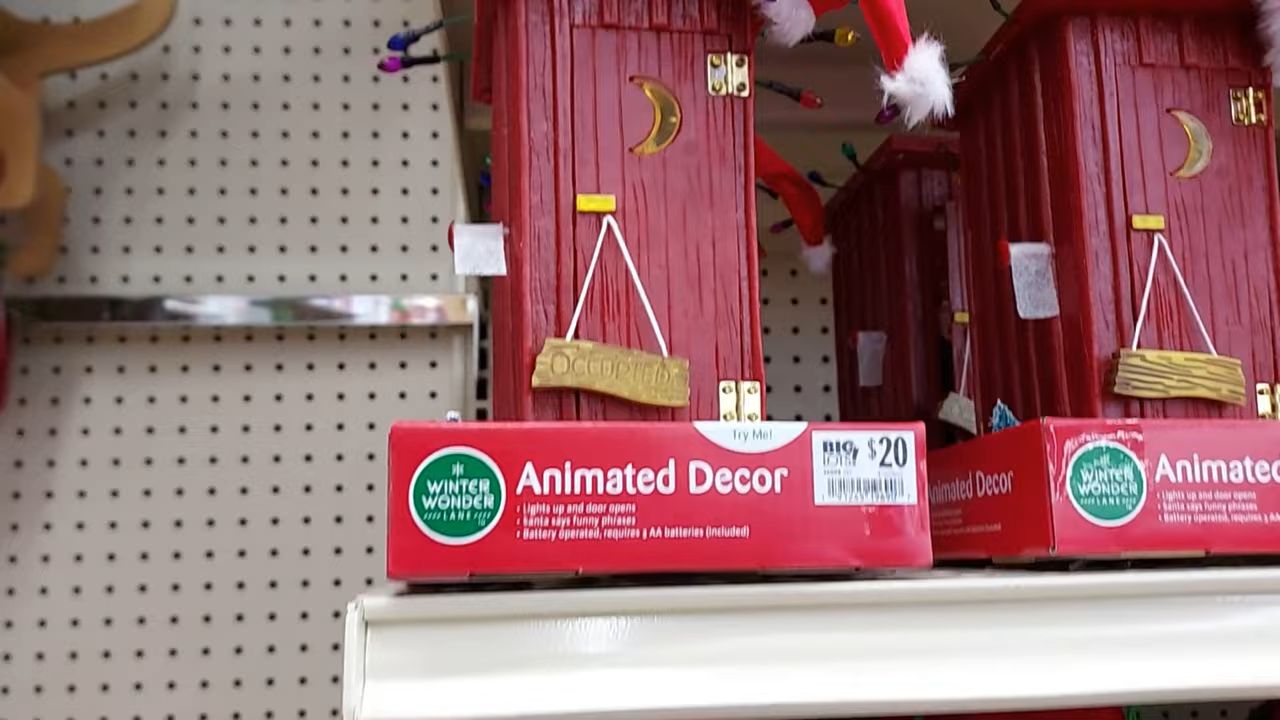 OCCUPIED
Try Me!
BIG LOTS! $20
WINTER WONDER LANE
Animated Decor
• Lights up and door opens
• Santa says funny phrases
• Battery operated, requires 3 AA batteries (included)
Animated Decor
WINTER WONDER LANE
Animated
• Lights up and door opens
• Santa says funny phrases
• Battery operated, requires 3 AA